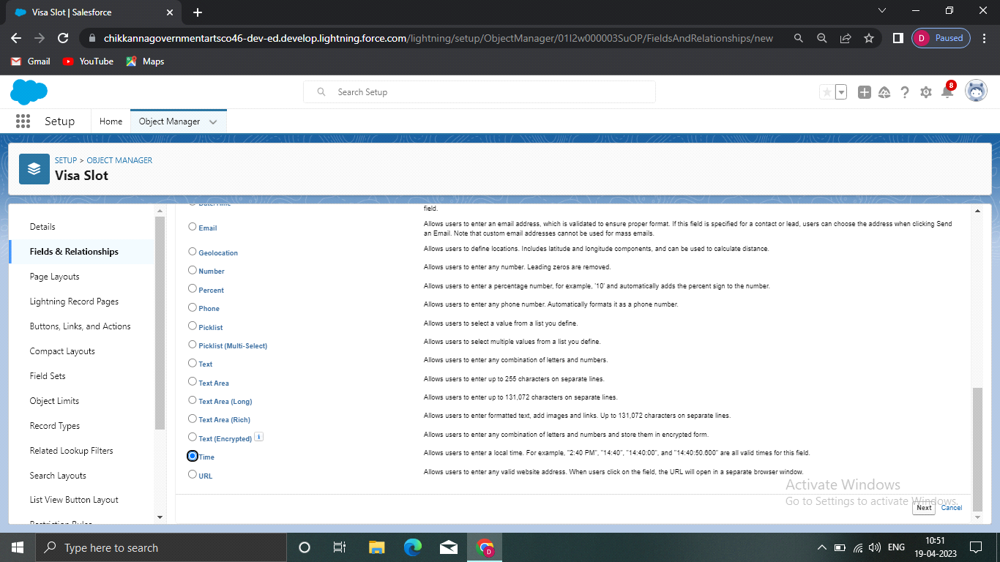 Visa Slot | Salesforce
chikkannagovernmentartsco46-dev-ed.develop.lightning.force.com/lightning/setup/ObjectManager/01I2w000003SuOP/FieldsAndRelationships/new
D Paused
Gmail YouTube Maps
Search Setup
8
Setup Home Object Manager
SETUP > OBJECT MANAGER
Visa Slot
Details
Fields & Relationships
Page Layouts
Lightning Record Pages
Buttons, Links, and Actions
Compact Layouts
Field Sets
Object Limits
Record Types
Related Lookup Filters
Search Layouts
List View Button Layout
Restriction Rules
Date/Time
field.
Email
Allows users to enter an email address, which is validated to ensure proper format. If this field is specified for a contact or lead, users can choose the address when clicking Send
an Email. Note that custom email addresses cannot be used for mass emails.
Geolocation Allows users to define locations. Includes latitude and longitude components, and can be used to calculate distance.
Number Allows users to enter any number. Leading zeros are removed.
Percent Allows users to enter a percentage number, for example, '10' and automatically adds the percent sign to the number.
Phone Allows users to enter any phone number. Automatically formats it as a phone number.
Picklist Allows users to select a value from a list you define.
Picklist (Multi-Select) Allows users to select multiple values from a list you define.
Text Allows users to enter any combination of letters and numbers.
Text Area Allows users to enter up to 255 characters on separate lines.
Text Area (Long) Allows users to enter up to 131,072 characters on separate lines.
Text Area (Rich) Allows users to enter formatted text, add images and links. Up to 131,072 characters on separate lines.
Text (Encrypted) i Allows users to enter any combination of letters and numbers and store them in encrypted form.
Time Allows users to enter a local time. For example, "2:40 PM", "14:40", "14:40:00", and "14:40:50.600" are all valid times for this field.
URL Allows users to enter any valid website address. When users click on the field, the URL will open in a separate browser window.
Activate Windows
Go to Settings to activate Windows.
Next Cancel
Type here to search
D
ENG
10:51
19-04-2023